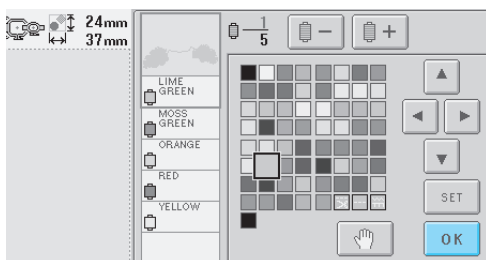 24mm
37mm
1
5
−
+
LIME
GREEN
MOSS
GREEN
ORANGE
RED
YELLOW
SET
OK